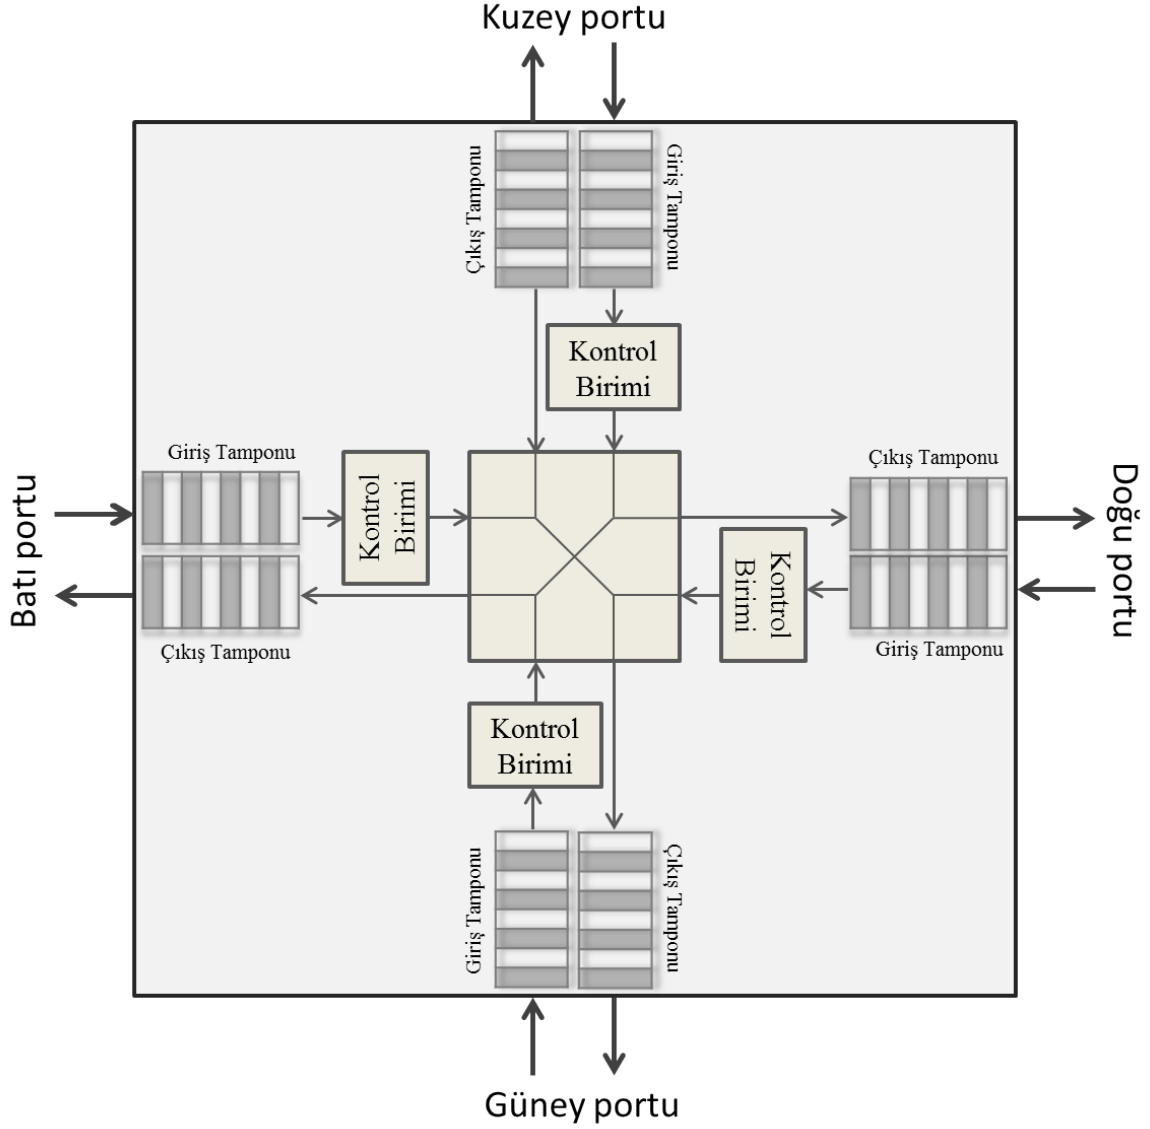 Kuzey portu
Çıkış Tamponu
Giriş Tamponu
Kontrol
Birimi
Batı portu
Giriş Tamponu
Kontrol
Birimi
Çıkış Tamponu
Çıkış Tamponu
Kontrol
Birimi
Giriş Tamponu
Doğu portu
Kontrol
Birimi
Giriş Tamponu
Çıkış Tamponu
Güney portu